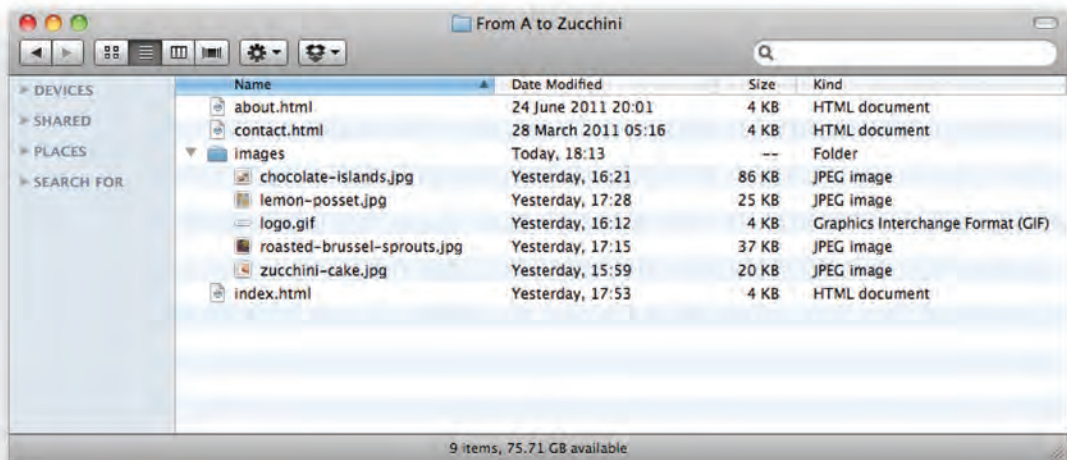 From A to Zucchini
DEVICES
SHARED
PLACES
SEARCH FOR
Name Date Modified Size Kind
about.html 24 June 2011 20:01 4 KB HTML document
contact.html 28 March 2011 05:16 4 KB HTML document
images Today, 18:13 -- Folder
chocolate-islands.jpg Yesterday, 16:21 86 KB JPEG image
lemon-posset.jpg Yesterday, 17:28 25 KB JPEG image
logo.gif Yesterday, 16:12 4 KB Graphics Interchange Format (GIF)
roasted-brussel-sprouts.jpg Yesterday, 17:15 37 KB JPEG image
zucchini-cake.jpg Yesterday, 15:59 20 KB JPEG image
index.html Yesterday, 17:53 4 KB HTML document
9 items, 75.71 GB available